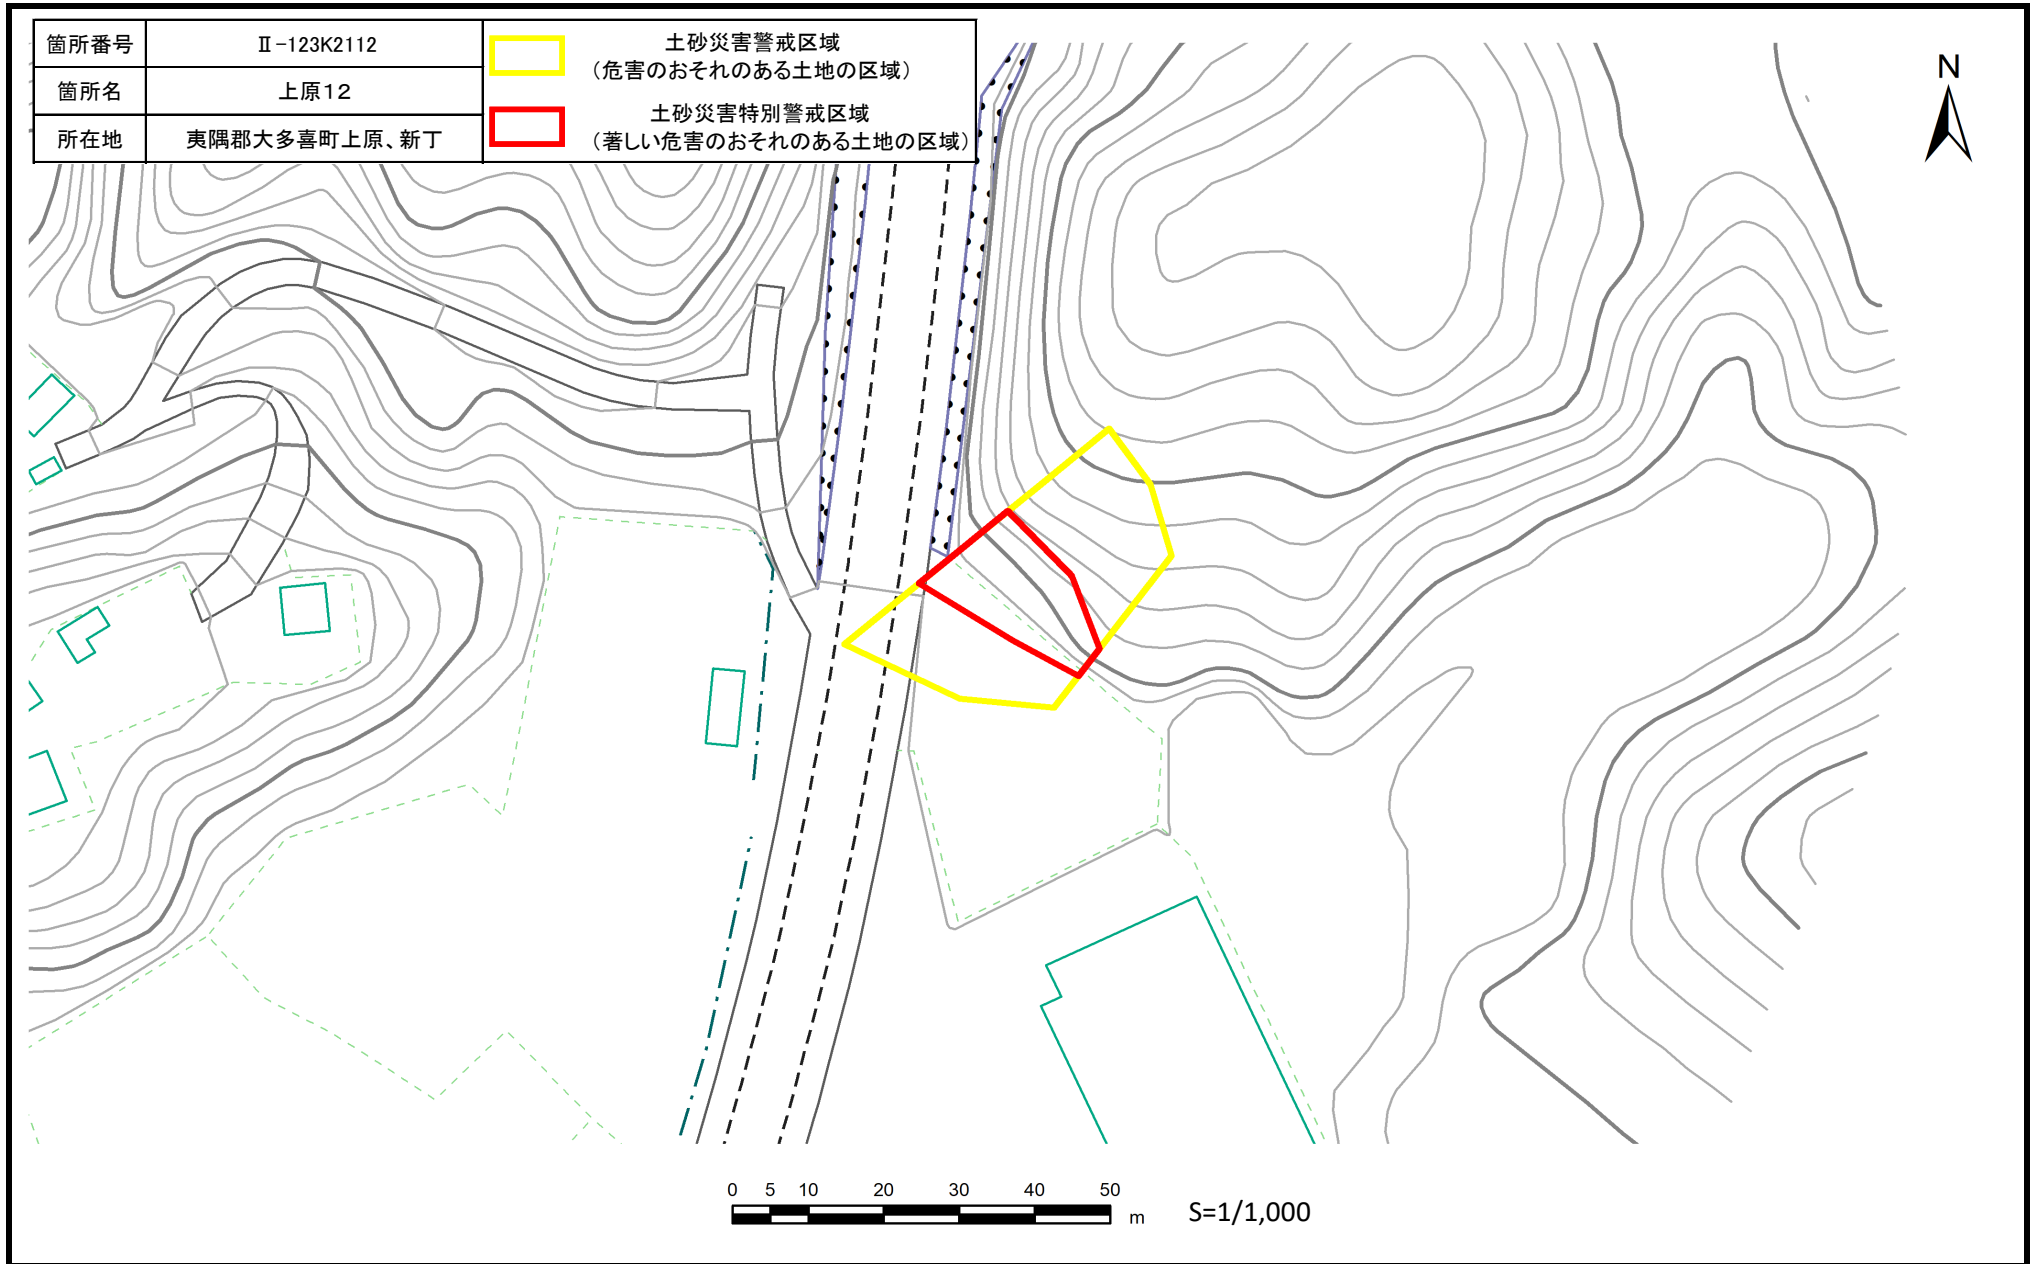 箇所番号
Ⅱ-123K2112
箇所名
上原12
所在地
夷隅郡大多喜町上原、新丁
土砂災害警戒区域
（危害のおそれのある土地の区域）
土砂災害特別警戒区域
（著しい危害のおそれのある土地の区域）
N
0 5 10 20 30 40 50
m
S=1/1,000